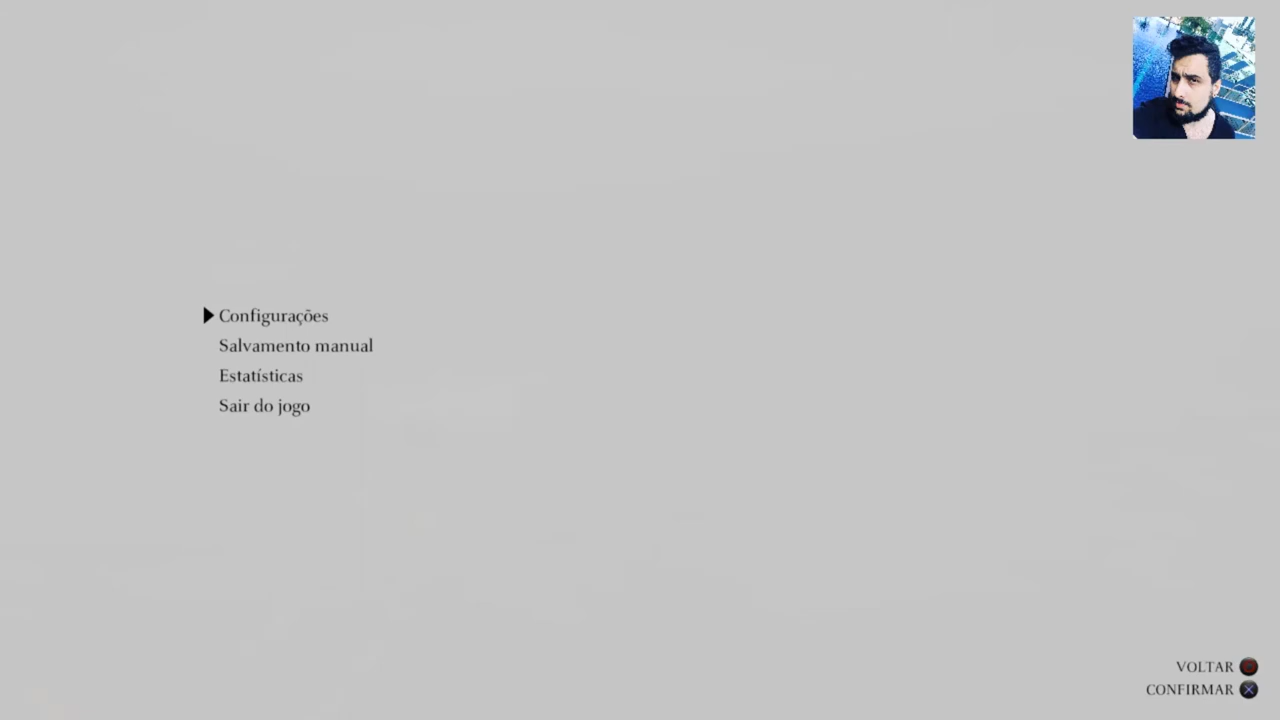 Configurações
Salvamento manual
Estatísticas
Sair do jogo
VOLTAR
CONFIRMAR